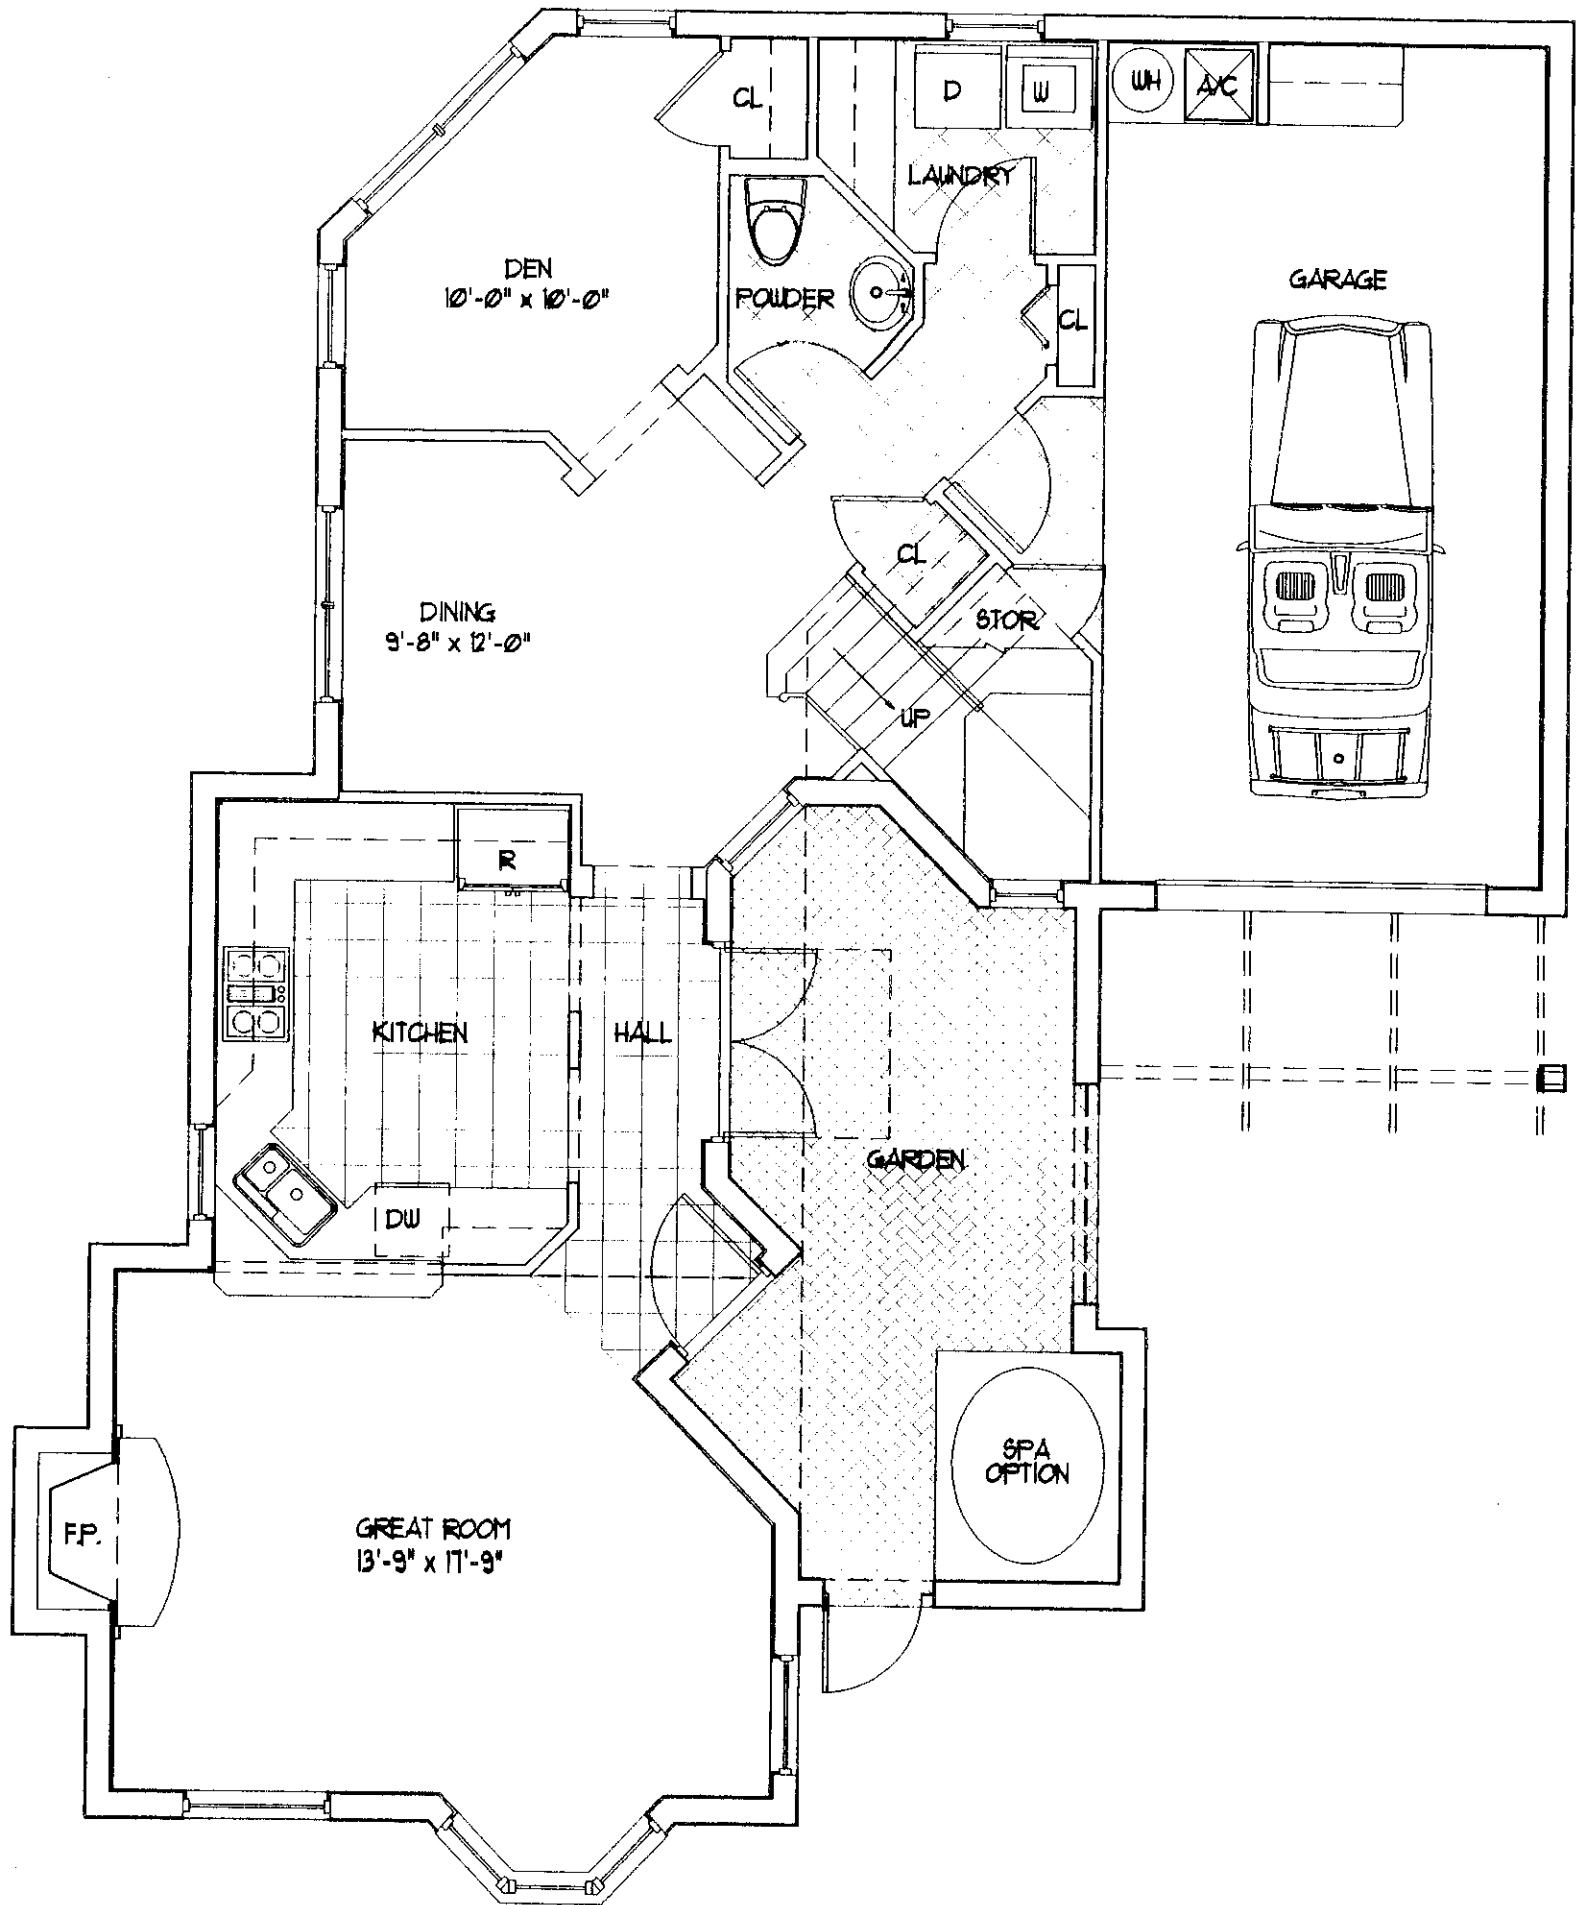 CL
D
W
WH
A/C
LAUNDRY
DEN
10'-0" x 10'-0"
POWDER
CL
GARAGE
CL
STOR
DINING
9'-8" x 12'-0"
UP
R
KITCHEN
HALL
GARDEN
DW
SPA
OPTION
F.P.
GREAT ROOM
13'-9" x 17'-9"